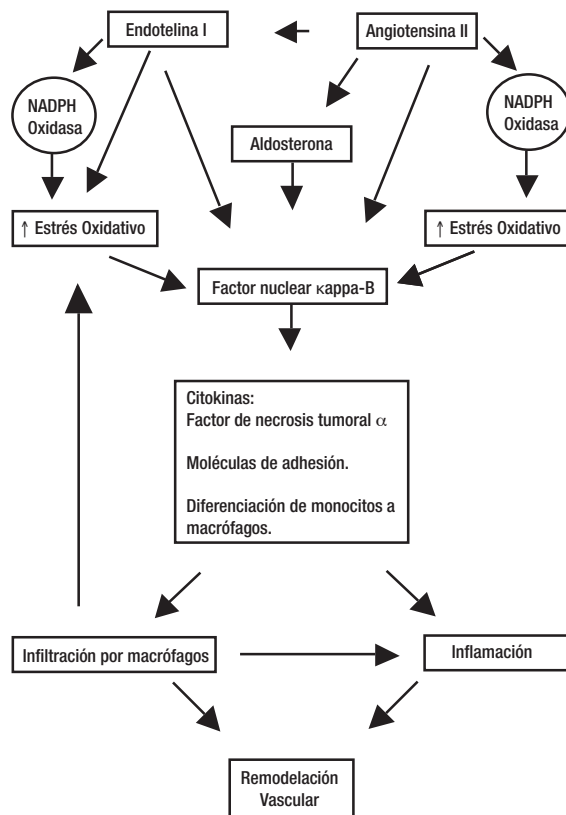 Endotelina I
Angiotensina II
NADPH
Oxidasa
NADPH
Oxidasa
Aldosterona
↑ Estrés Oxidativo
↑ Estrés Oxidativo
Factor nuclear κappa-B
Citokinas:
Factor de necrosis tumoral α
Moléculas de adhesión.
Diferenciación de monocitos a
macrófagos.
Infiltración por macrófagos
Inflamación
Remodelación
Vascular